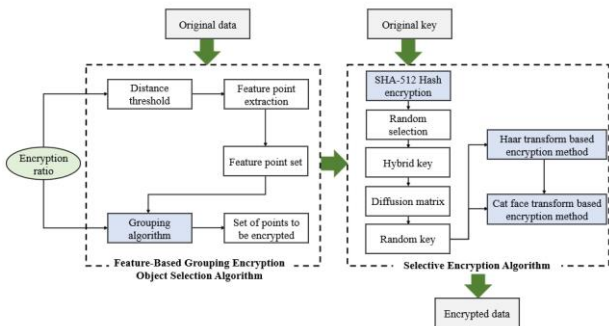 Original data
Original key
Distance
threshold
Feature point
extraction
Encryption
ratio
Feature point set
Grouping
algorithm
Set of points to
be encrypted
Feature-Based Grouping Encryption
Object Selection Algorithm
SHA-512 Hash
encryption
Random
selection
Hybrid key
Diffusion matrix
Random key
Haar transform based
encryption method
Cat face transform based
encryption method
Selective Encryption Algorithm
Encrypted data